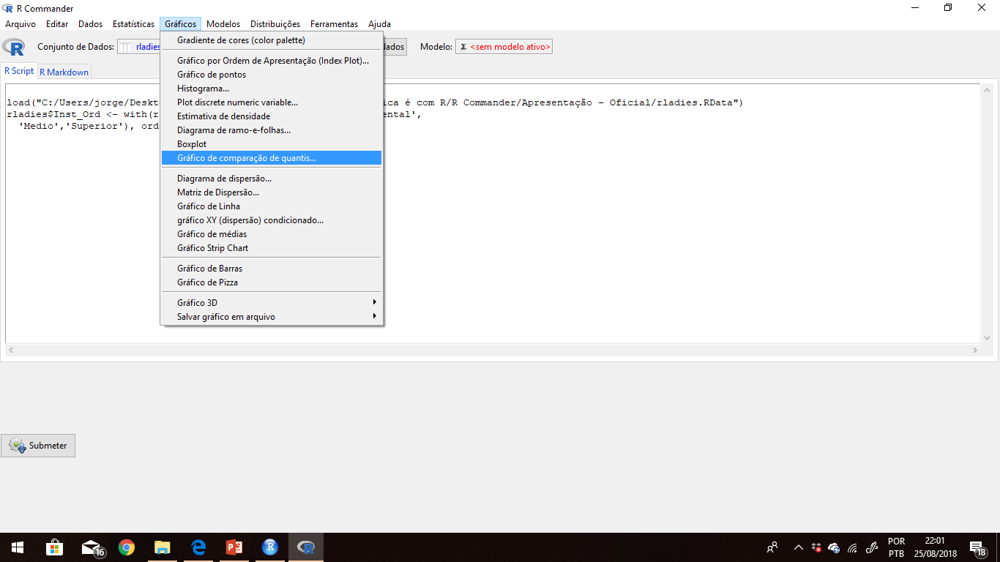 R Commander
Arquivo Editar Dados Estatísticas Gráficos Modelos Distribuições Ferramentas Ajuda
R Conjunto de Dados: rladies dados Modelo: Σ <sem modelo ativo>
R Script R Markdown
Gradiente de cores (color palette)
Gráfico por Ordem de Apresentação (Index Plot)...
Gráfico de pontos
Histograma...
Plot discrete numeric variable...
Estimativa de densidade
Diagrama de ramo-e-folhas...
Boxplot
Gráfico de comparação de quantis...
Diagrama de dispersão...
Matriz de Dispersão...
Gráfico de Linha
gráfico XY (dispersão) condicionado...
Gráfico de médias
Gráfico Strip Chart
Gráfico de Barras
Gráfico de Pizza
Gráfico 3D
Salvar gráfico em arquivo
load("C:/Users/jorge/Desk ica é com R/R Commander/Apresentação - Oficial/rladies.RData")
rladies$Inst_Ord <- with( ental',
'Medio','Superior'), ord
Submeter
16
POR
PTB
22:01
25/08/2018
18